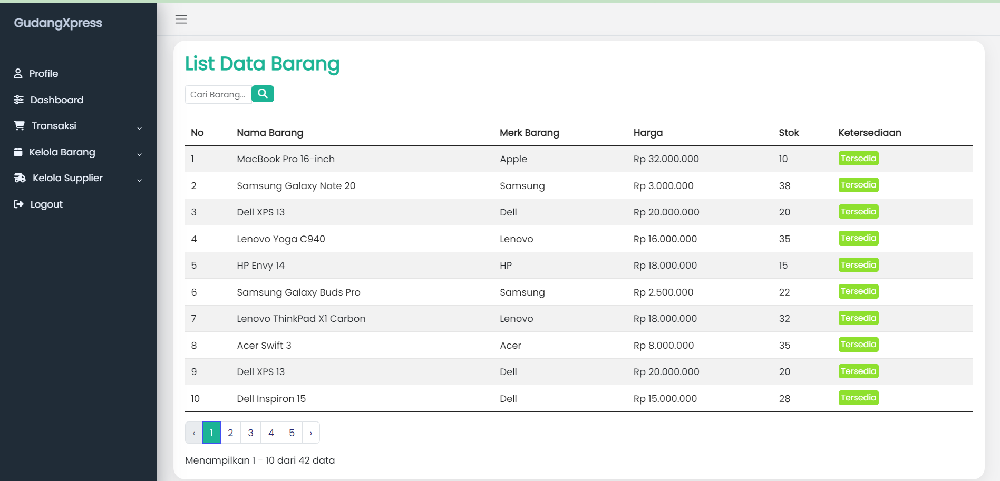 GudangXpress
Profile
Dashboard
Transaksi
Kelola Barang
Kelola Supplier
Logout
List Data Barang
Cari Barang...
No Nama Barang Merk Barang Harga Stok Ketersediaan
1 MacBook Pro 16-inch Apple Rp 32.000.000 10 Tersedia
2 Samsung Galaxy Note 20 Samsung Rp 3.000.000 38 Tersedia
3 Dell XPS 13 Dell Rp 20.000.000 20 Tersedia
4 Lenovo Yoga C940 Lenovo Rp 16.000.000 35 Tersedia
5 HP Envy 14 HP Rp 18.000.000 15 Tersedia
6 Samsung Galaxy Buds Pro Samsung Rp 2.500.000 22 Tersedia
7 Lenovo ThinkPad X1 Carbon Lenovo Rp 18.000.000 32 Tersedia
8 Acer Swift 3 Acer Rp 8.000.000 35 Tersedia
9 Dell XPS 13 Dell Rp 20.000.000 20 Tersedia
10 Dell Inspiron 15 Dell Rp 15.000.000 28 Tersedia
‹ 1 2 3 4 5 ›
Menampilkan 1 - 10 dari 42 data